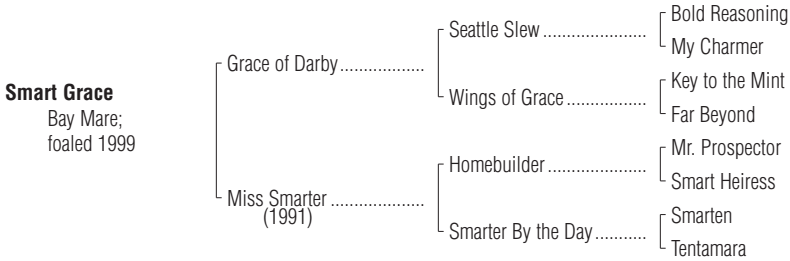 Bold Reasoning
Seattle Slew ......................
My Charmer
Grace of Darby..................
Key to the Mint
Wings of Grace .................
Far Beyond
Smart Grace
Bay Mare;
foaled 1999
Mr. Prospector
Homebuilder .....................
Smart Heiress
Miss Smarter ....................
(1991)
Smarten
Smarter By the Day ...........
Tentamara